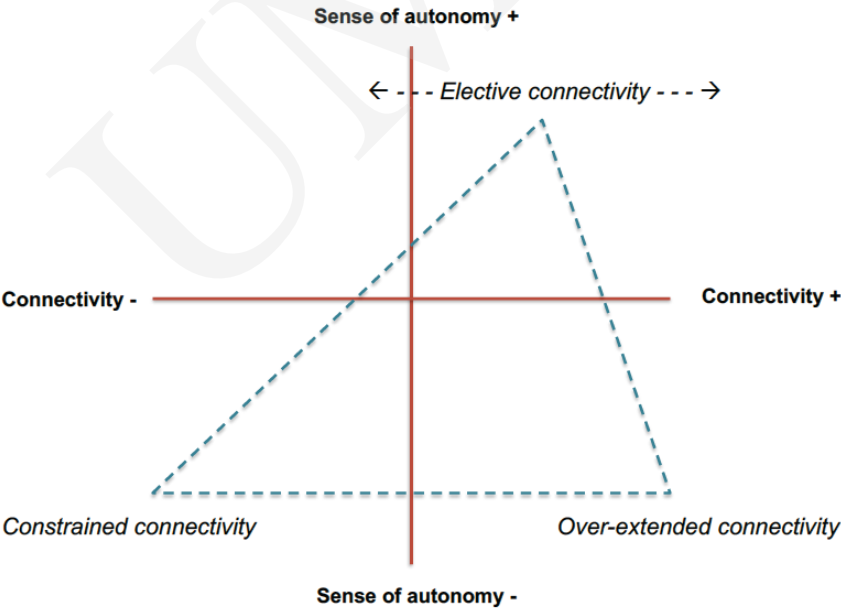 Sense of autonomy +
← - - - Elective connectivity - - - →
Connectivity -
Connectivity +
Constrained connectivity
Over-extended connectivity
Sense of autonomy -